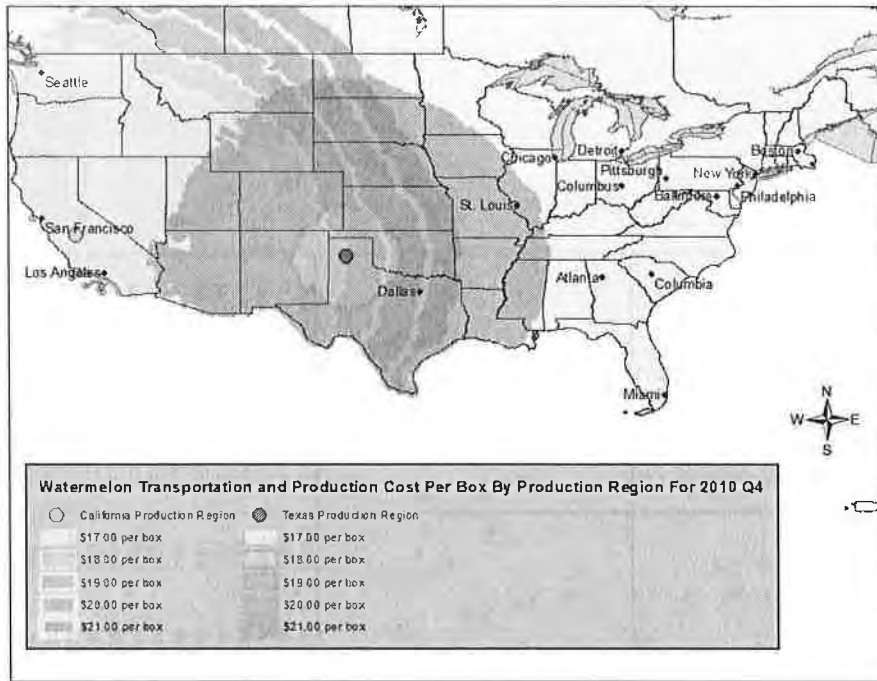 Seattle
Chicago
Detroit
Boston
Pittsburgh
New York
Columbus
Baltimore
Philadelphia
St. Louis
San Francisco
Los Angeles
Dallas
Atlanta
Columbia
Miami
N
W E
S
Watermelon Transportation and Production Cost Per Box By Production Region For 2010 Q4
California Production Region Texas Production Region
$17.00 per box $17.00 per box
$18.00 per box $18.00 per box
$19.00 per box $19.00 per box
$20.00 per box $20.00 per box
$21.00 per box $21.00 per box